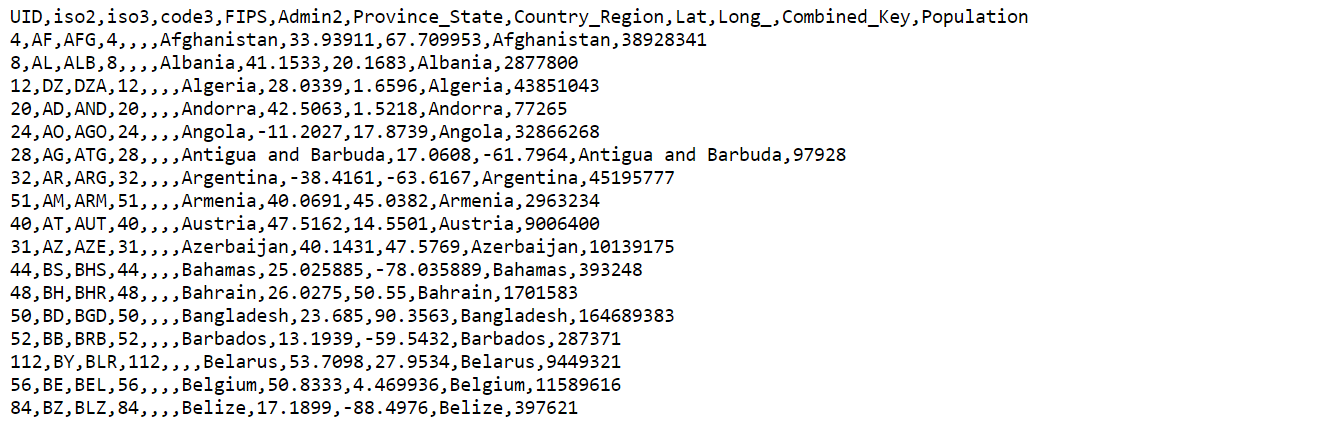 UID,iso2,iso3,code3,FIPS,Admin2,Province_State,Country_Region,Lat,Long_,Combined_Key,Population
4,AF,AFG,4,,,,Afghanistan,33.93911,67.709953,Afghanistan,38928341
8,AL,ALB,8,,,,Albania,41.1533,20.1683,Albania,2877800
12,DZ,DZA,12,,,,Algeria,28.0339,1.6596,Algeria,43851043
20,AD,AND,20,,,,Andorra,42.5063,1.5218,Andorra,77265
24,AO,AGO,24,,,,Angola,-11.2027,17.8739,Angola,32866268
28,AG,ATG,28,,,,Antigua and Barbuda,17.0608,-61.7964,Antigua and Barbuda,97928
32,AR,ARG,32,,,,Argentina,-38.4161,-63.6167,Argentina,45195777
51,AM,ARM,51,,,,Armenia,40.0691,45.0382,Armenia,2963234
40,AT,AUT,40,,,,Austria,47.5162,14.5501,Austria,9006400
31,AZ,AZE,31,,,,Azerbaijan,40.1431,47.5769,Azerbaijan,10139175
44,BS,BHS,44,,,,Bahamas,25.025885,-78.035889,Bahamas,393248
48,BH,BHR,48,,,,Bahrain,26.0275,50.55,Bahrain,1701583
50,BD,BGD,50,,,,Bangladesh,23.685,90.3563,Bangladesh,164689383
52,BB,BRB,52,,,,Barbados,13.1939,-59.5432,Barbados,287371
112,BY,BLR,112,,,,Belarus,53.7098,27.9534,Belarus,9449321
56,BE,BEL,56,,,,Belgium,50.8333,4.469936,Belgium,11589616
84,BZ,BLZ,84,,,,Belize,17.1899,-88.4976,Belize,397621